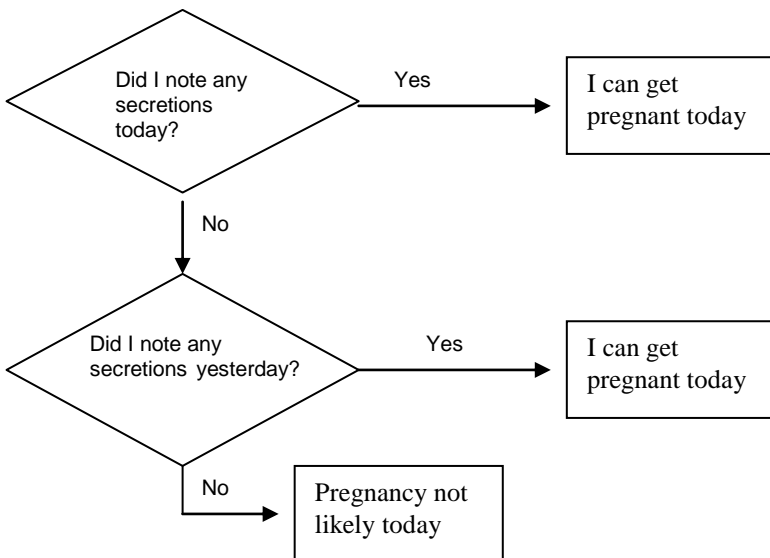 Did I note any
secretions
today?
Yes
I can get
pregnant today
No
Did I note any
secretions yesterday?
Yes
I can get
pregnant today
No
Pregnancy not
likely today